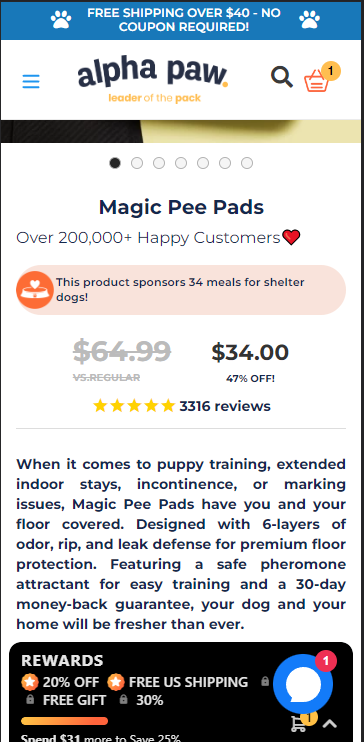 FREE SHIPPING OVER $40 - NO
COUPON REQUIRED!
alpha paw.
leader of the pack
1
Magic Pee Pads
Over 200,000+ Happy Customers
This product sponsors 34 meals for shelter
dogs!
$64.99 $34.00
VS.REGULAR 47% OFF!
3316 reviews
When it comes to puppy training, extended
indoor stays, incontinence, or marking
issues, Magic Pee Pads have you and your
floor covered. Designed with 6-layers of
odor, rip, and leak defense for premium floor
protection. Featuring a safe pheromone
attractant for easy training and a 30-day
money-back guarantee, your dog and your
home will be fresher than ever.
REWARDS
1
20% OFF FREE US SHIPPING
FREE GIFT 30%
1
Spend $31 more to Save 25%